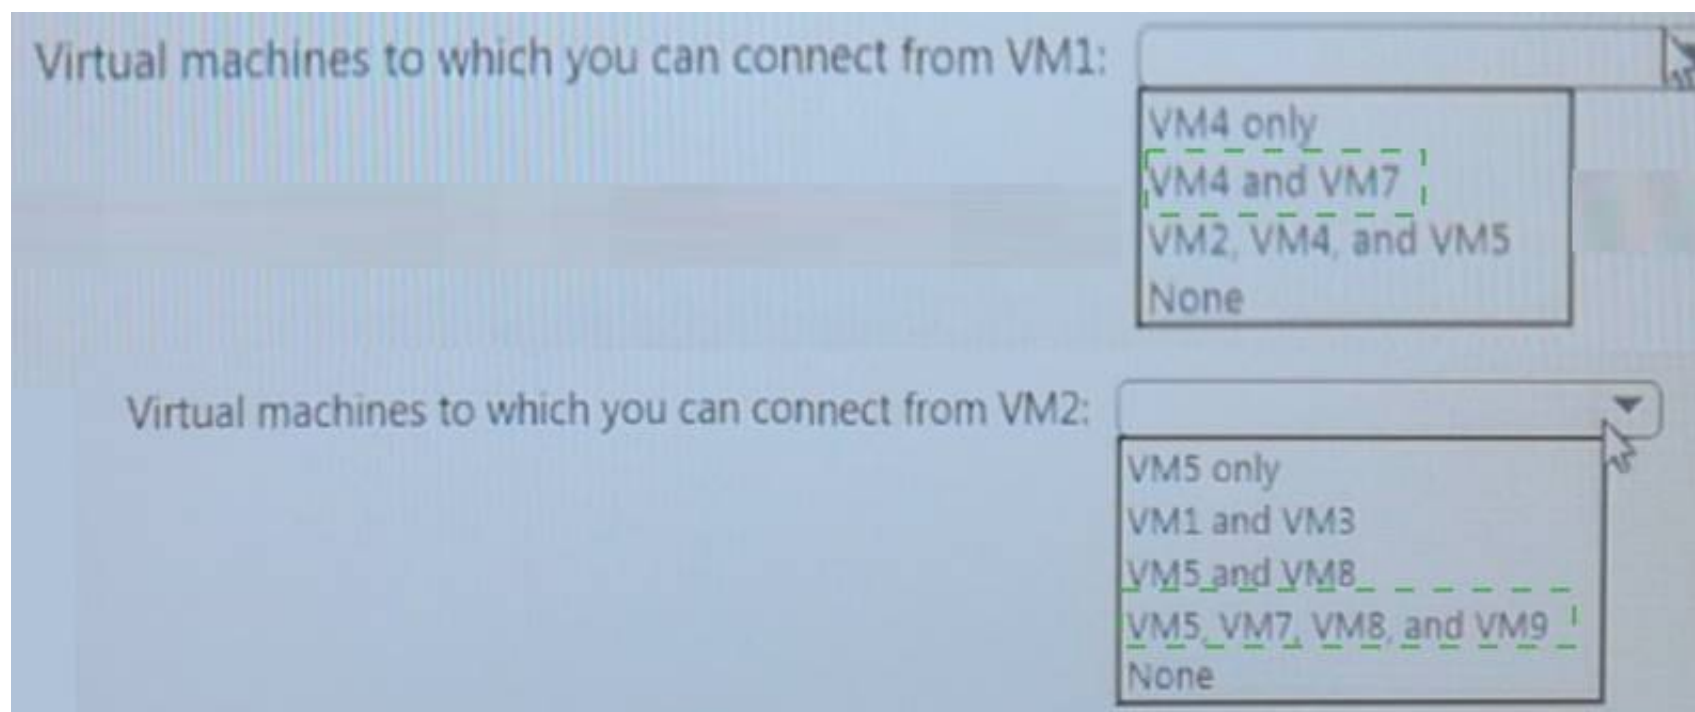 Virtual machines to which you can connect from VM1:
VM4 only
VM4 and VM7
VM2, VM4, and VM5
None
Virtual machines to which you can connect from VM2:
VM5 only
VM1 and VM3
VM5 and VM8
VM5, VM7, VM8, and VM9
None